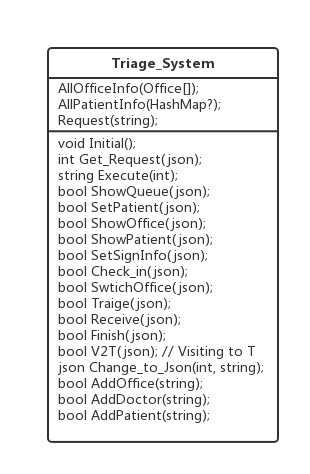 Triage_System
AllOfficeInfo(Office[]);
AllPatientInfo(HashMap?);
Request(string);
void Initial();
int Get_Request(json);
string Execute(int);
bool ShowQueue(json);
bool SetPatient(json);
bool ShowOffice(json);
bool ShowPatient(json);
bool SetSignInfo(json);
bool Check_in(json);
bool SwtichOffice(json);
bool Traige(json);
bool Receive(json);
bool Finish(json);
bool V2T(json); // Visiting to T
json Change_to_Json(int, string);
bool AddOffice(string);
bool AddDoctor(string);
bool AddPatient(string);